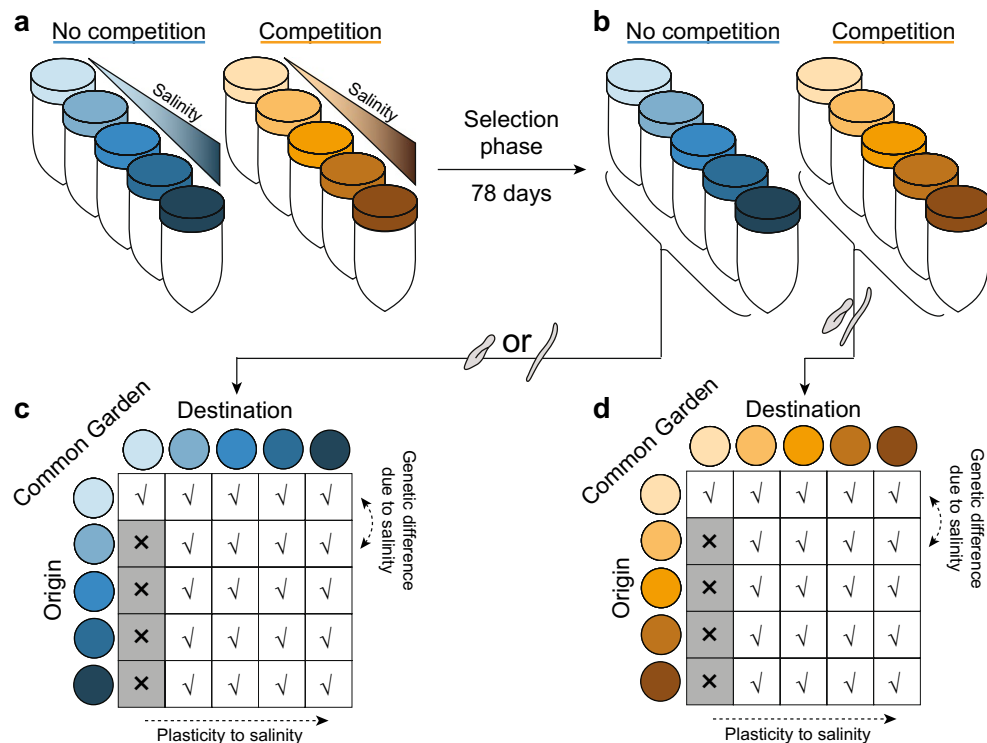 a
No competition
Competition
Salinity
Salinity
Selection
phase
78 days
b
No competition
Competition
or
c
Common Garden
Destination
Origin
√ √ √ √ √
× √ √ √ √
× √ √ √ √
× √ √ √ √
× √ √ √ √
Genetic difference
due to salinity
Plasticity to salinity
d
Common Garden
Destination
Origin
√ √ √ √ √
× √ √ √ √
× √ √ √ √
× √ √ √ √
× √ √ √ √
Genetic difference
due to salinity
Plasticity to salinity